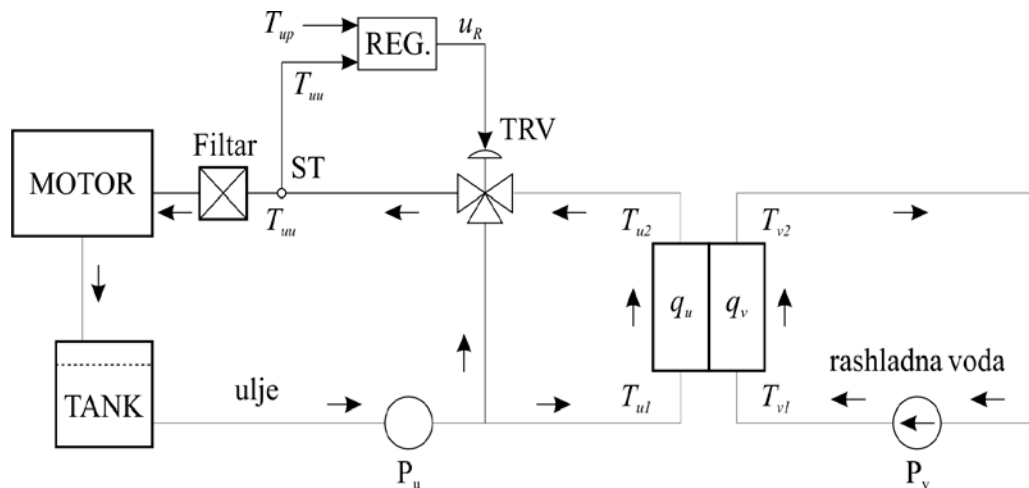 T_up
REG.
u_R
T_uu
TRV
Filtar
ST
MOTOR
T_uu
T_u2
T_v2
q_u
q_v
rashladna voda
TANK
ulje
T_u1
T_v1
P_u
P_v